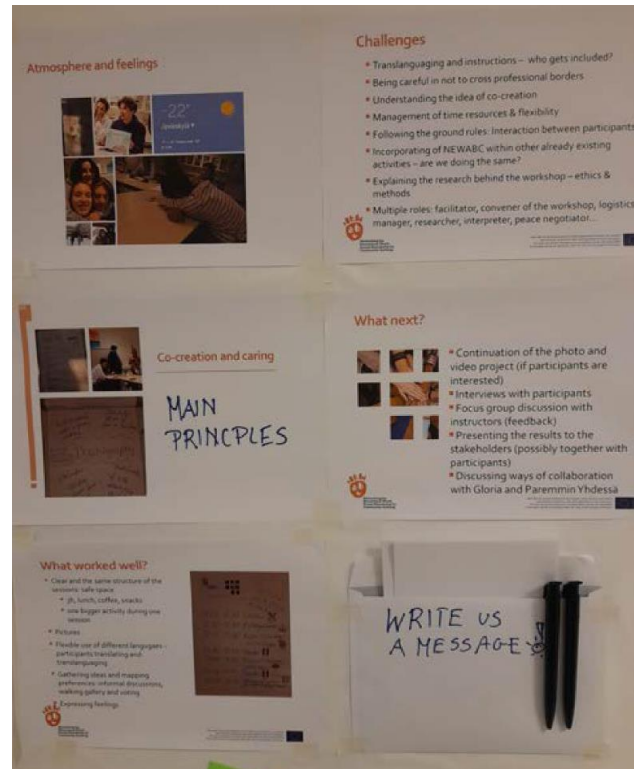 Atmosphere and feelings
-22°
Jyväskylä
Challenges
Translanguaging and instructions – who gets included?
Being careful in not to cross professional borders
Understanding the idea of co-creation
Management of time resources & flexibility
Following the ground rules: Interaction between participants
Incorporating of NEWABC within other already existing
activities – are we doing the same?
Explaining the research behind the workshop – ethics &
methods
Multiple roles: facilitator, convener of the workshop, logistics
manager, researcher, interpreter, peace negotiator...
Co-creation and caring
MAIN
PRINCPLES
What next?
Continuation of the photo and
video project (if participants are
interested)
Interviews with participants
Focus group discussion with
instructors (feedback)
Presenting the results to the
stakeholders (possibly together with
participants)
Discussing ways of collaboration
with Gloria and Paremmin Yhdessä
What worked well?
Clear and the same structure of the
sessions: safe space
3h, lunch, coffee, snacks
one bigger activity during one
session
Pictures
Flexible use of different languages -
participants translating and
translanguaging
Gathering ideas and mapping
preferences: informal discussions,
walking gallery and voting
Expressing feelings
WRITE US
A MESSAGE